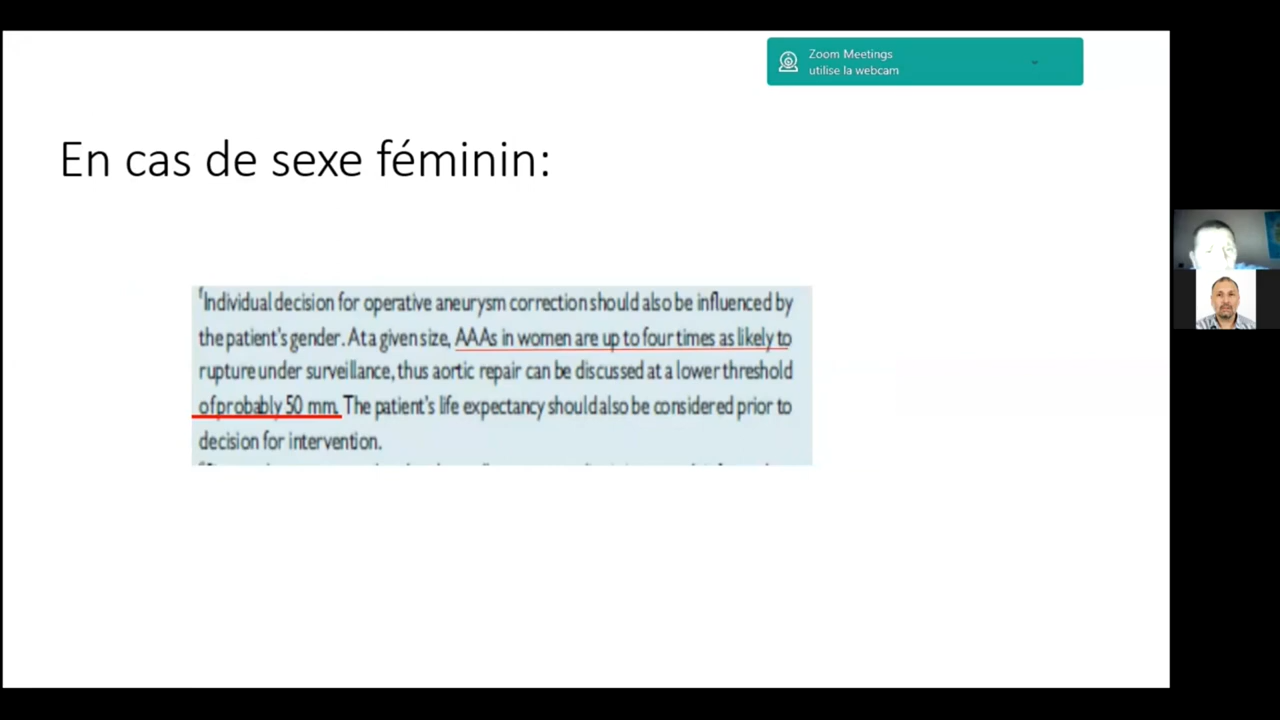 Zoom Meetings
utilise la webcam
En cas de sexe féminin:
fIndividual decision for operative aneurysm correction should also be influenced by
the patient's gender. At a given size, AAAs in women are up to four times as likely to
rupture under surveillance, thus aortic repair can be discussed at a lower threshold
of probably 50 mm. The patient's life expectancy should also be considered prior to
decision for intervention.